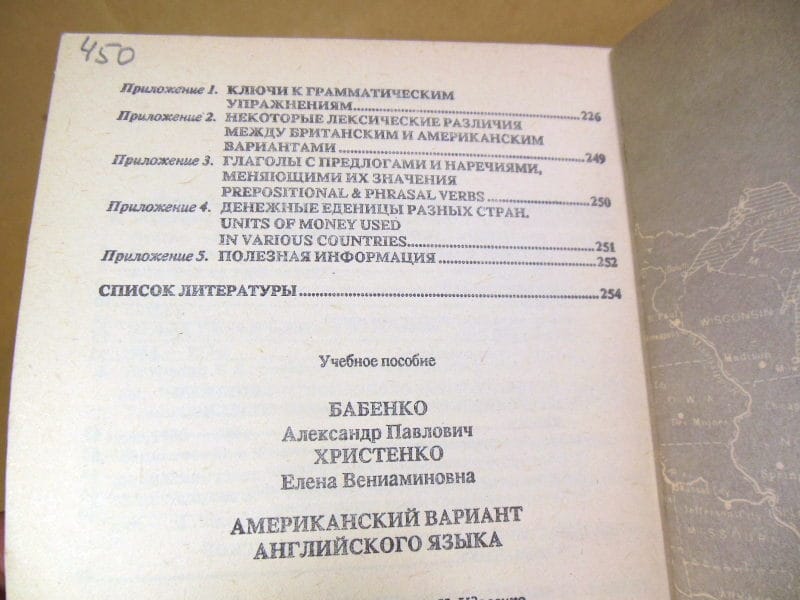 450
Приложение 1. КЛЮЧИ К ГРАММАТИЧЕСКИМ
УПРАЖНЕНИЯМ....................226
Приложение 2. НЕКОТОРЫЕ ЛЕКСИЧЕСКИЕ РАЗЛИЧИЯ
МЕЖДУ БРИТАНСКИМ И АМЕРИКАНСКИМ
ВАРИАНТАМИ....................249
Приложение 3. ГЛАГОЛЫ С ПРЕДЛОГАМИ И НАРЕЧИЯМИ,
МЕНЯЮЩИМИ ИХ ЗНАЧЕНИЯ
PREPOSITIONAL & PHRASAL VERBS....................250
Приложение 4. ДЕНЕЖНЫЕ ЕДЕНИЦЫ РАЗНЫХ СТРАН.
UNITS OF MONEY USED
IN VARIOUS COUNTRIES....................251
Приложение 5. ПОЛЕЗНАЯ ИНФОРМАЦИЯ....................252
СПИСОК ЛИТЕРАТУРЫ....................254
Учебное пособие
БАБЕНКО
Александр Павлович
ХРИСТЕНКО
Елена Вениаминовна
АМЕРИКАНСКИЙ ВАРИАНТ
АНГЛИЙСКОГО ЯЗЫКА
WISCONSIN
Madison